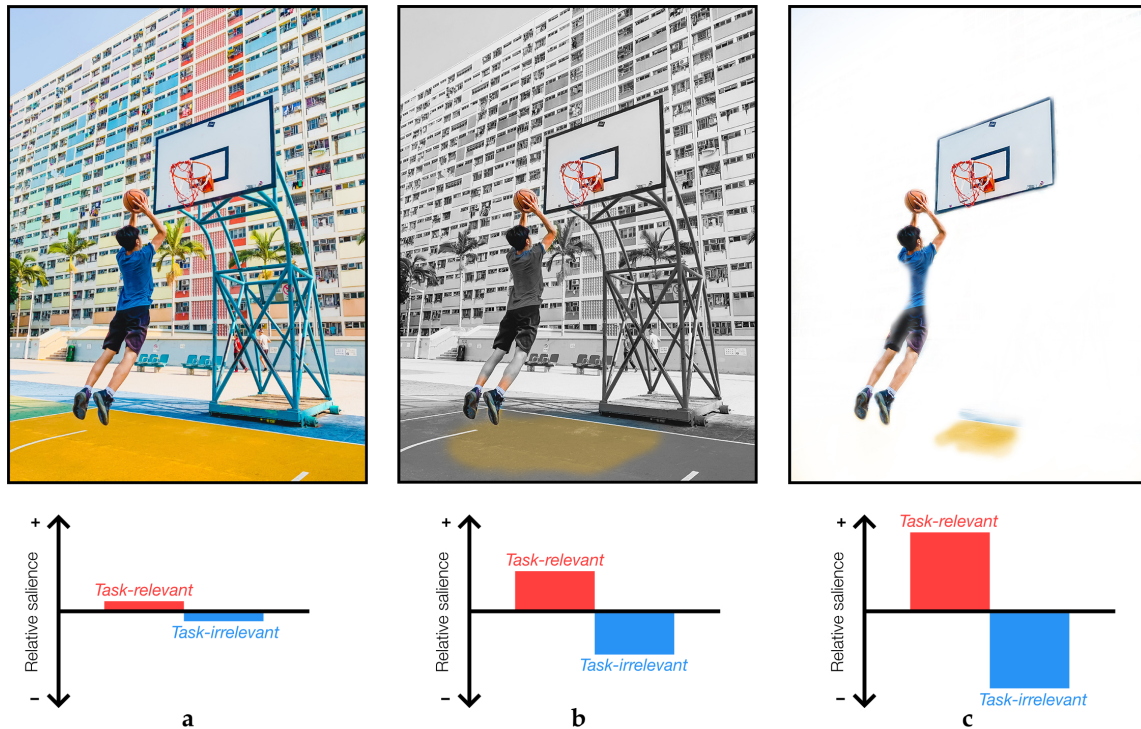 +
Relative salience
Task-relevant
Task-irrelevant
–
a
+
Relative salience
Task-relevant
Task-irrelevant
–
b
+
Relative salience
Task-relevant
Task-irrelevant
–
c